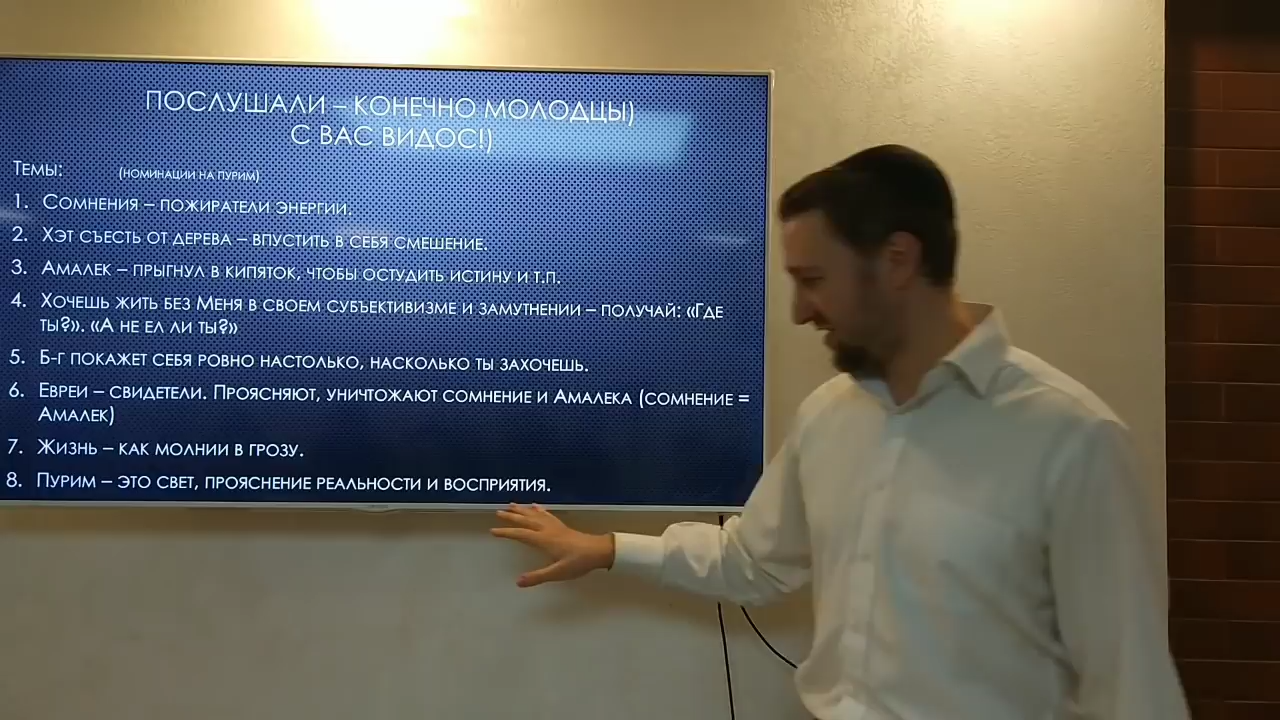 ПОСЛУШАЛИ – КОНЕЧНО МОЛОДЦЫ)
С ВАС ВИДОС!)
Темы: (НОМИНАЦИИ НА ПУРИМ)
1. Сомнения – пожиратели энергии.
2. Хэт съесть от дерева – впустить в себя смешение.
3. Амалек – прыгнул в кипяток, чтобы остудить истину и т.п.
4. Хочешь жить без Меня в своем субъективизме и замутнении – получай: «Где
ты?». «А не ел ли ты?»
5. Б-г покажет себя ровно настолько, насколько ты захочешь.
6. Евреи – свидетели. Проясняют, уничтожают сомнение и Амалека (сомнение =
Амалек)
7. Жизнь – как молнии в грозу.
8. Пурим – это свет, прояснение реальности и восприятия.